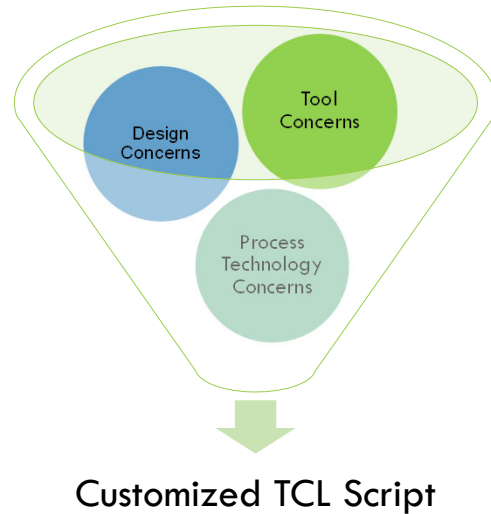 Tool
Concerns
Design
Concerns
Process
Technology
Concerns
Customized TCL Script